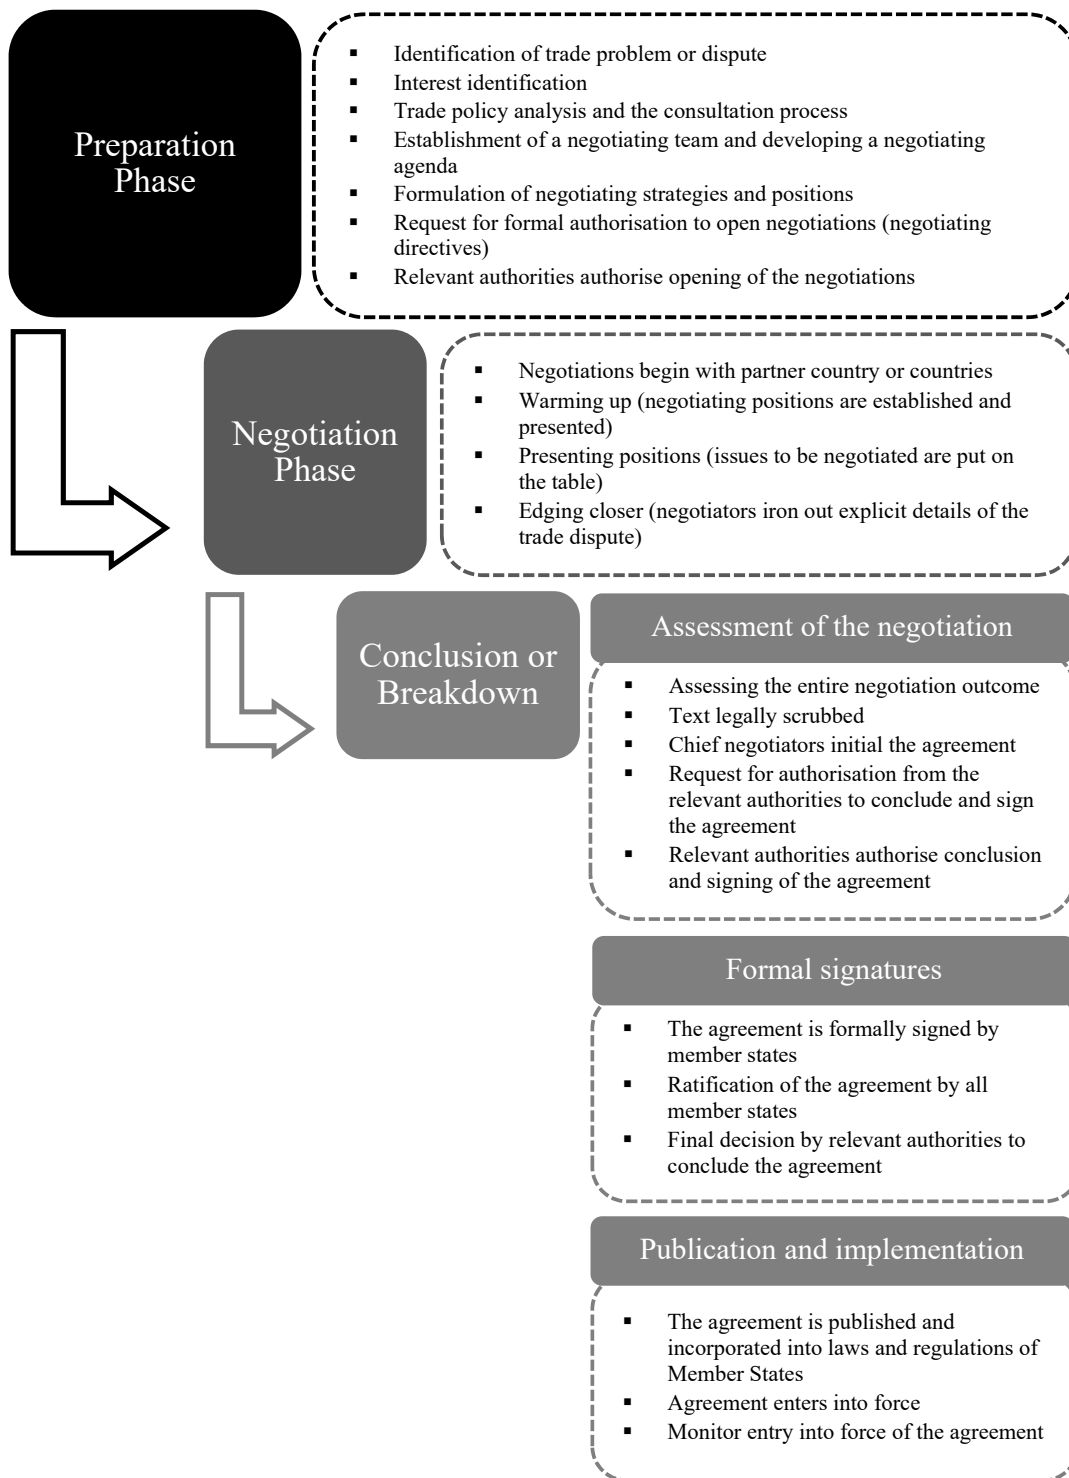 Preparation
Phase
▪ Identification of trade problem or dispute
▪ Interest identification
▪ Trade policy analysis and the consultation process
▪ Establishment of a negotiating team and developing a negotiating
agenda
▪ Formulation of negotiating strategies and positions
▪ Request for formal authorisation to open negotiations (negotiating
directives)
▪ Relevant authorities authorise opening of the negotiations
Negotiation
Phase
▪ Negotiations begin with partner country or countries
▪ Warming up (negotiating positions are established and
presented)
▪ Presenting positions (issues to be negotiated are put on
the table)
▪ Edging closer (negotiators iron out explicit details of the
trade dispute)
Conclusion or
Breakdown
Assessment of the negotiation
▪ Assessing the entire negotiation outcome
▪ Text legally scrubbed
▪ Chief negotiators initial the agreement
▪ Request for authorisation from the
relevant authorities to conclude and sign
the agreement
▪ Relevant authorities authorise conclusion
and signing of the agreement
Formal signatures
▪ The agreement is formally signed by
member states
▪ Ratification of the agreement by all
member states
▪ Final decision by relevant authorities to
conclude the agreement
Publication and implementation
▪ The agreement is published and
incorporated into laws and regulations of
Member States
▪ Agreement enters into force
▪ Monitor entry into force of the agreement